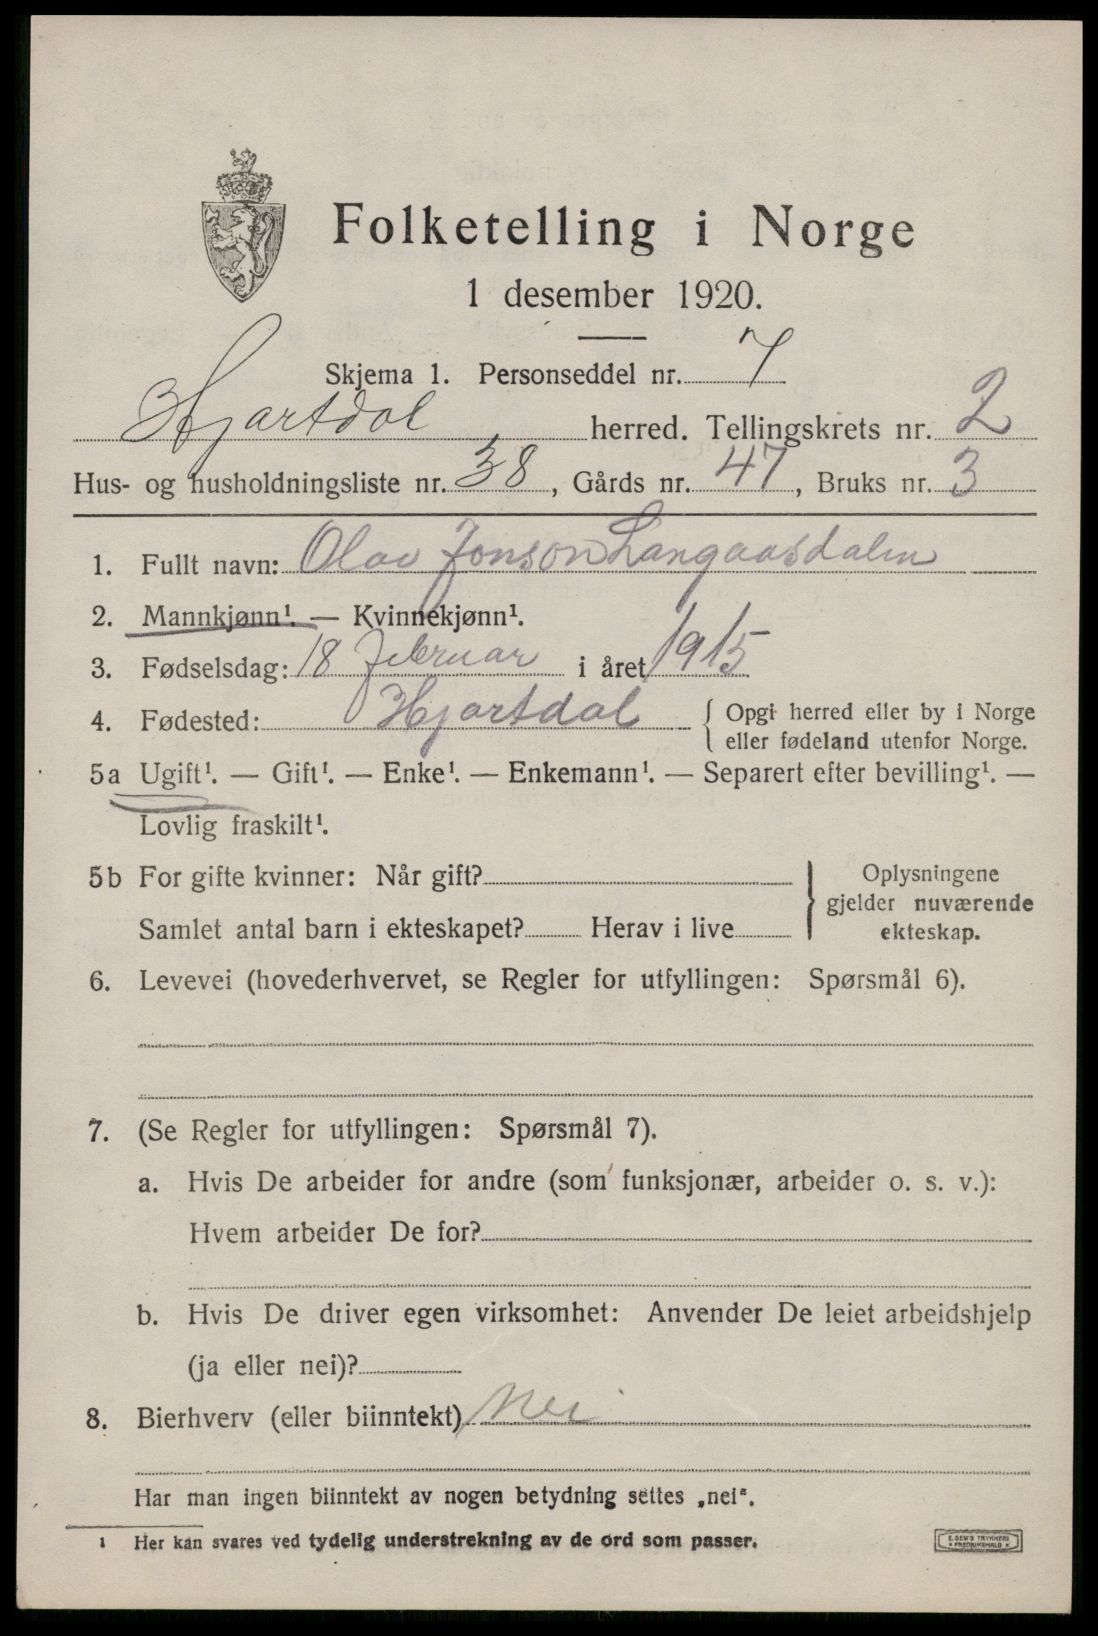 Folketelling i Norge
1 desember 1920.
Skjema 1. Personseddel nr. 7
Hjartdal herred. Tellingskrets nr. 2
Hus- og husholdningsliste nr. 38, Gårds nr. 47, Bruks nr. 3
1. Fullt navn: Olav Jonson Langaasdalen
2. Mannkjønn¹. — Kvinnekjønn¹.
3. Fødselsdag: 18 Februar i året 1915
4. Fødested: Hjartdal { Opgi herred eller by i Norge
eller fødeland utenfor Norge.
5a Ugift¹. — Gift¹. — Enke¹. — Enkemann¹. — Separert efter bevilling¹. —
Lovlig fraskilt¹.
5b For gifte kvinner: Når gift? } Oplysningene
gjelder nuværende
Samlet antal barn i ekteskapet? Herav i live ekteskap.
6. Levevei (hovederhvervet, se Regler for utfyllingen: Spørsmål 6).
7. (Se Regler for utfyllingen: Spørsmål 7).
a. Hvis De arbeider for andre (som funksjonær, arbeider o. s. v.):
Hvem arbeider De for?
b. Hvis De driver egen virksomhet: Anvender De leiet arbeidshjelp
(ja eller nei)?
8. Bierhverv (eller biinntekt) Nei
Har man ingen biinntekt av nogen betydning settes „nei“.
¹ Her kan svares ved tydelig understrekning av de ord som passer.
E. SEM'S TRYKKERI
FREDRIKSHALD